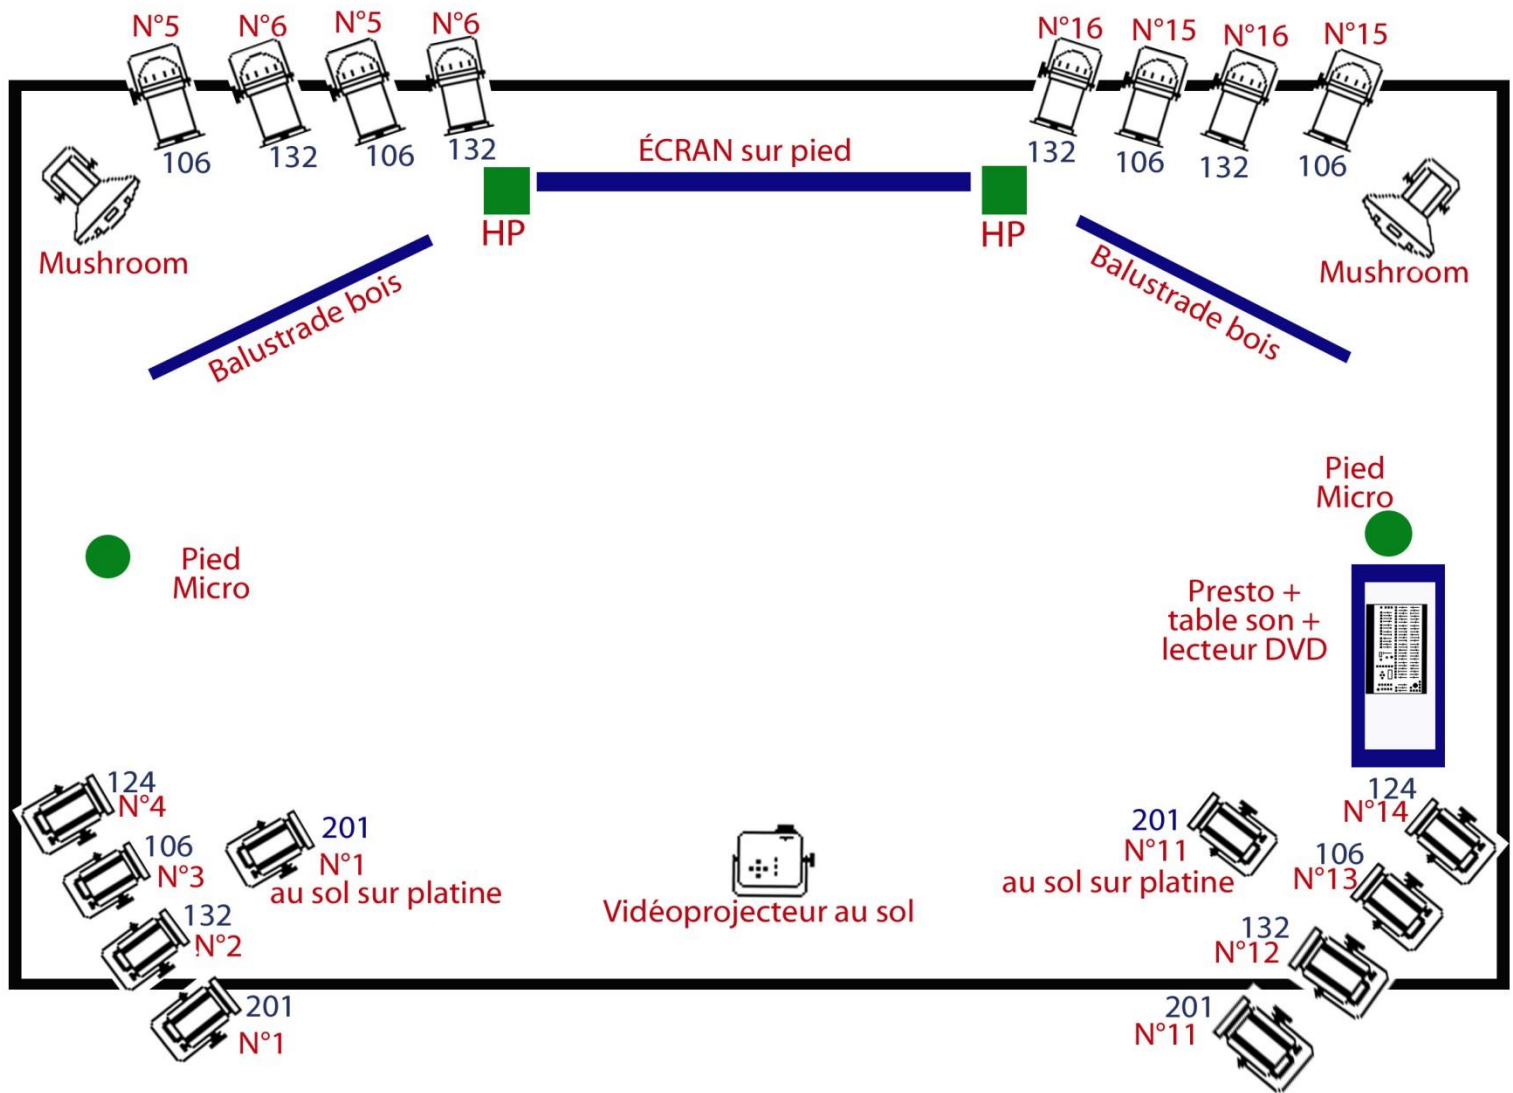 N°5
N°6
N°5
N°6
N°16
N°15
N°16
N°15
106
132
106
132
132
106
132
106
ÉCRAN sur pied
HP
HP
Mushroom
Mushroom
Balustrade bois
Balustrade bois
Pied
Micro
Pied
Micro
Presto +
table son +
lecteur DVD
124
N°4
106
N°3
132
N°2
201
N°1
201
N°1
au sol sur platine
Vidéoprojecteur au sol
201
N°11
au sol sur platine
124
N°14
106
N°13
132
N°12
201
N°11